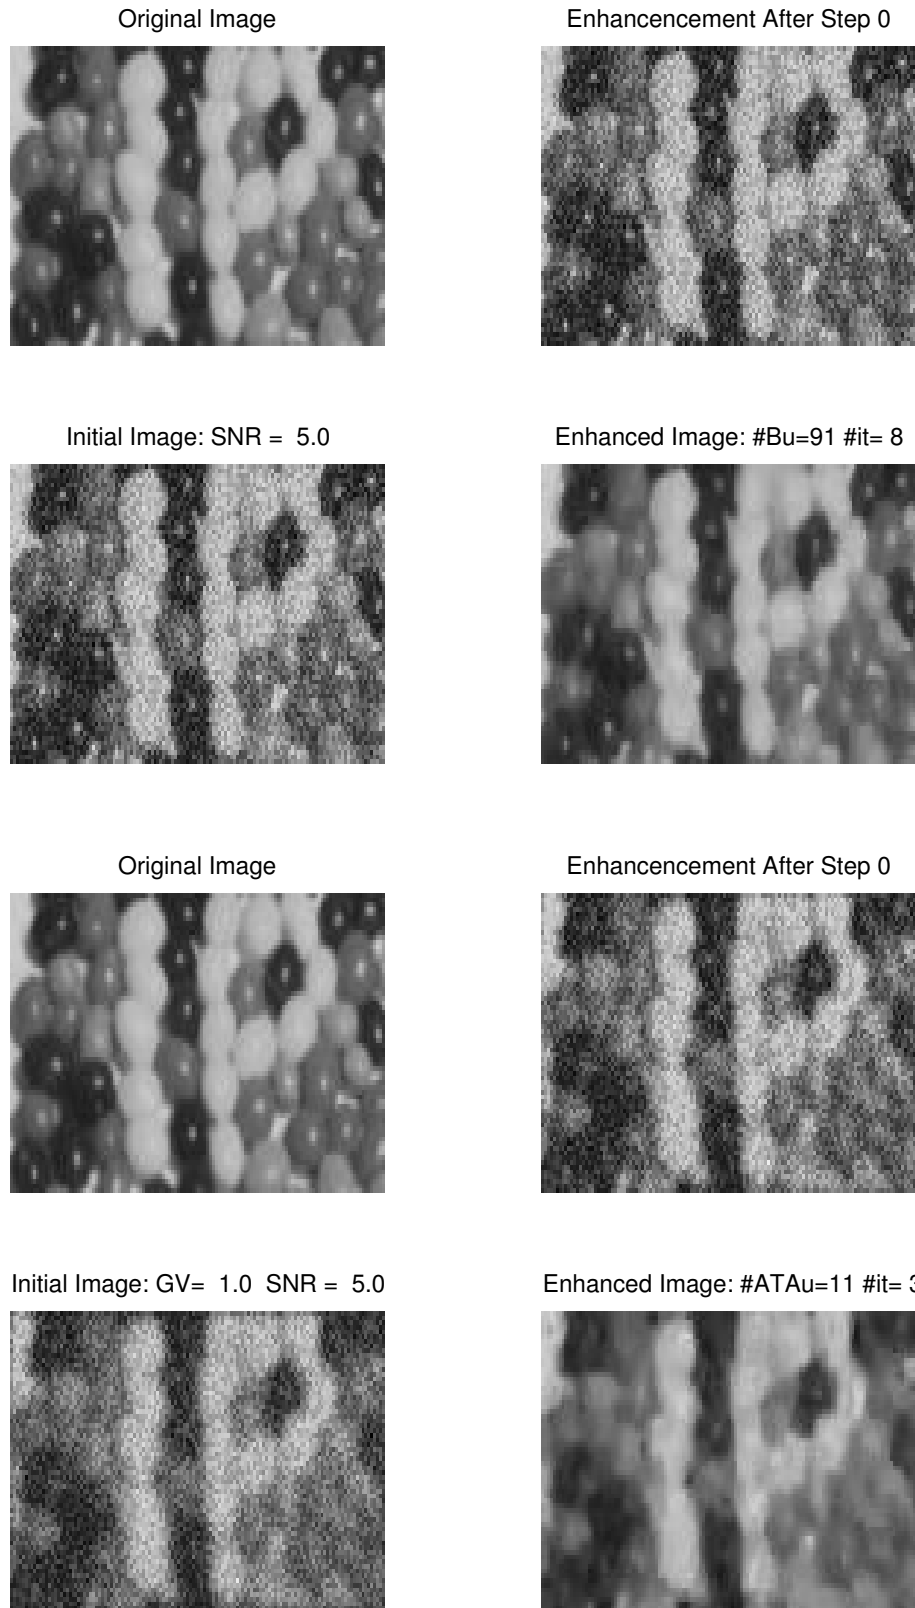 Original Image
Enhancencement After Step 0
Initial Image: SNR =  5.0
Enhanced Image: #Bu=91 #it= 8
Original Image
Enhancencement After Step 0
Initial Image: GV=  1.0  SNR =  5.0
Enhanced Image: #ATAu=11 #it=